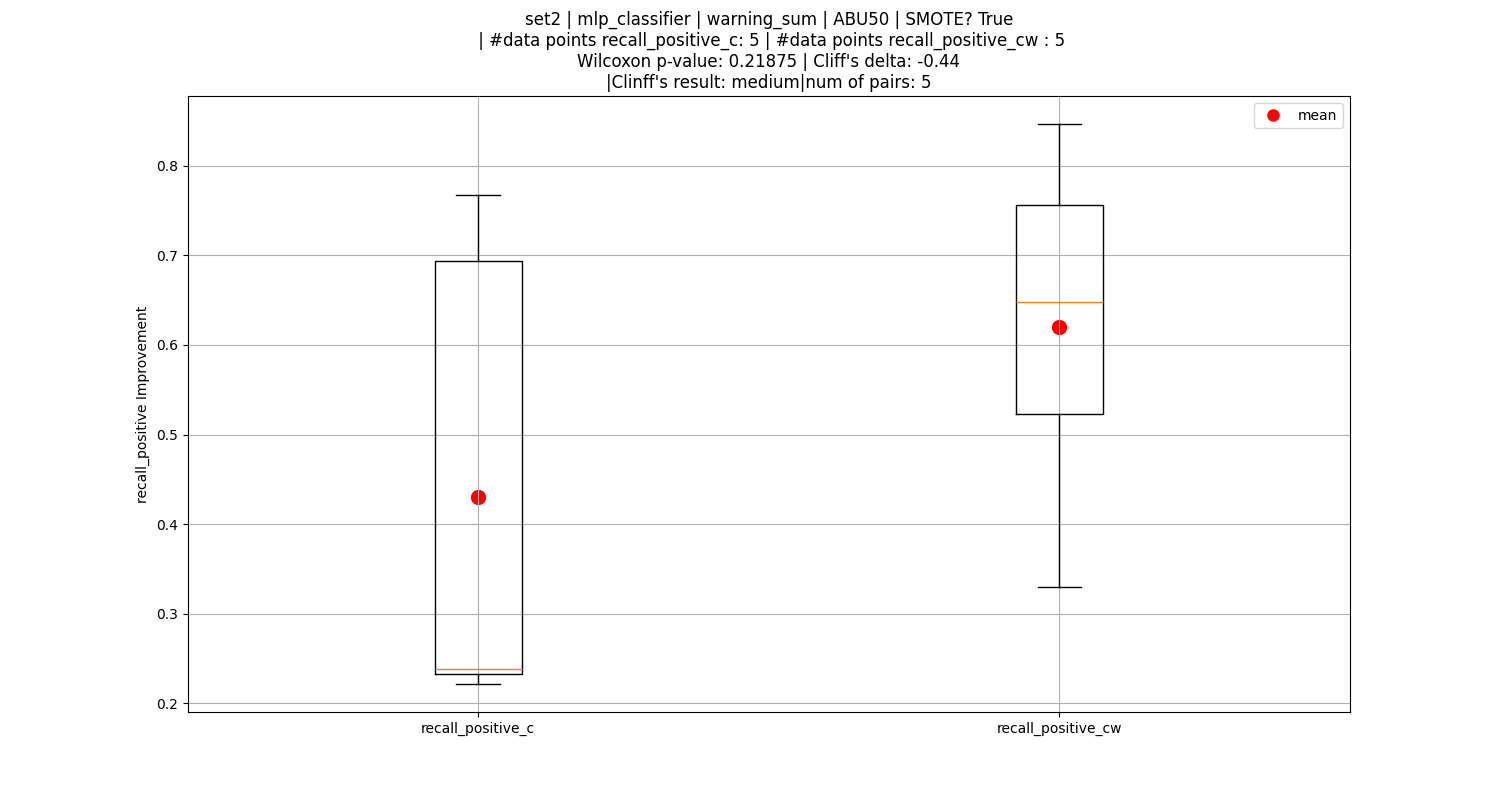 set2 | mlp_classifier | warning_sum | ABU50 | SMOTE? True
| #data points recall_positive_c: 5 | #data points recall_positive_cw : 5
Wilcoxon p-value: 0.21875 | Cliff's delta: -0.44
|Clinff's result: medium|num of pairs: 5
mean
0.8
0.7
0.6
0.5
0.4
0.3
0.2
recall_positive Improvement
recall_positive_c
recall_positive_cw